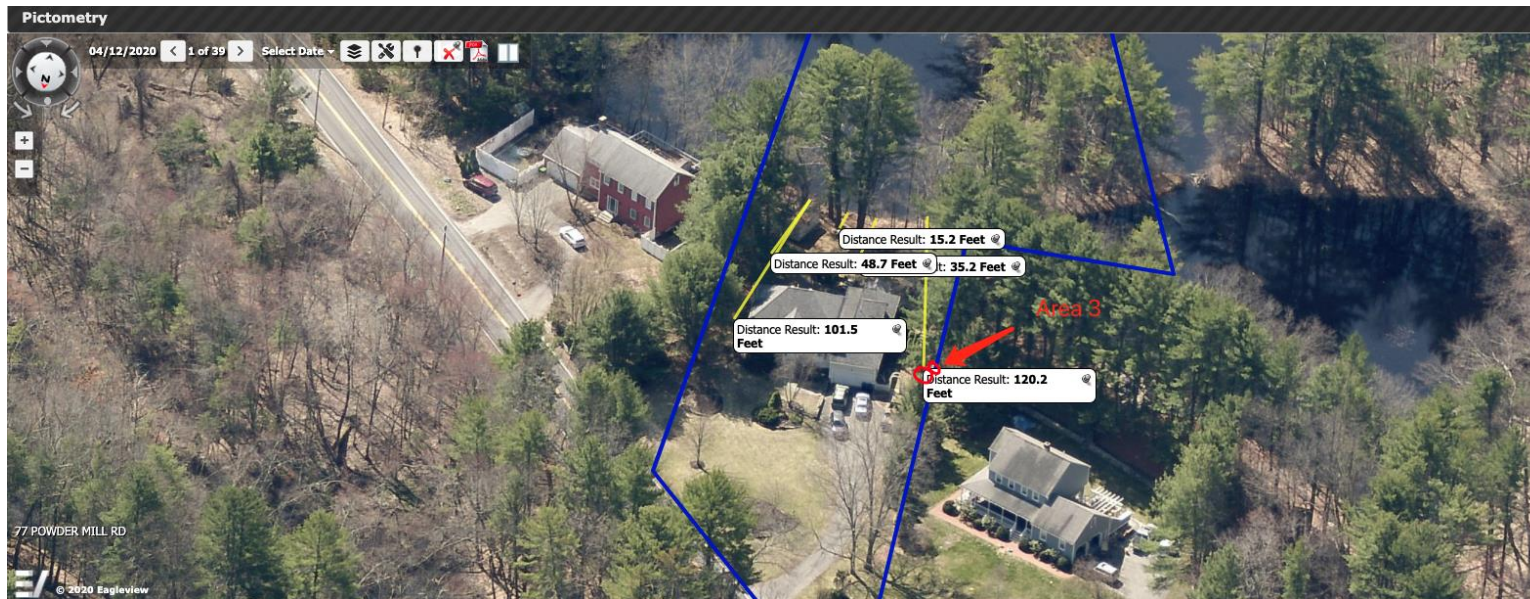 Pictometry
04/12/2020 < 1 of 39 > Select Date
Distance Result: 15.2 Feet
Distance Result: 48.7 Feet
t: 35.2 Feet
Area 3
Distance Result: 101.5
Feet
Distance Result: 120.2
Feet
77 POWDER MILL RD
© 2020 Eagleview